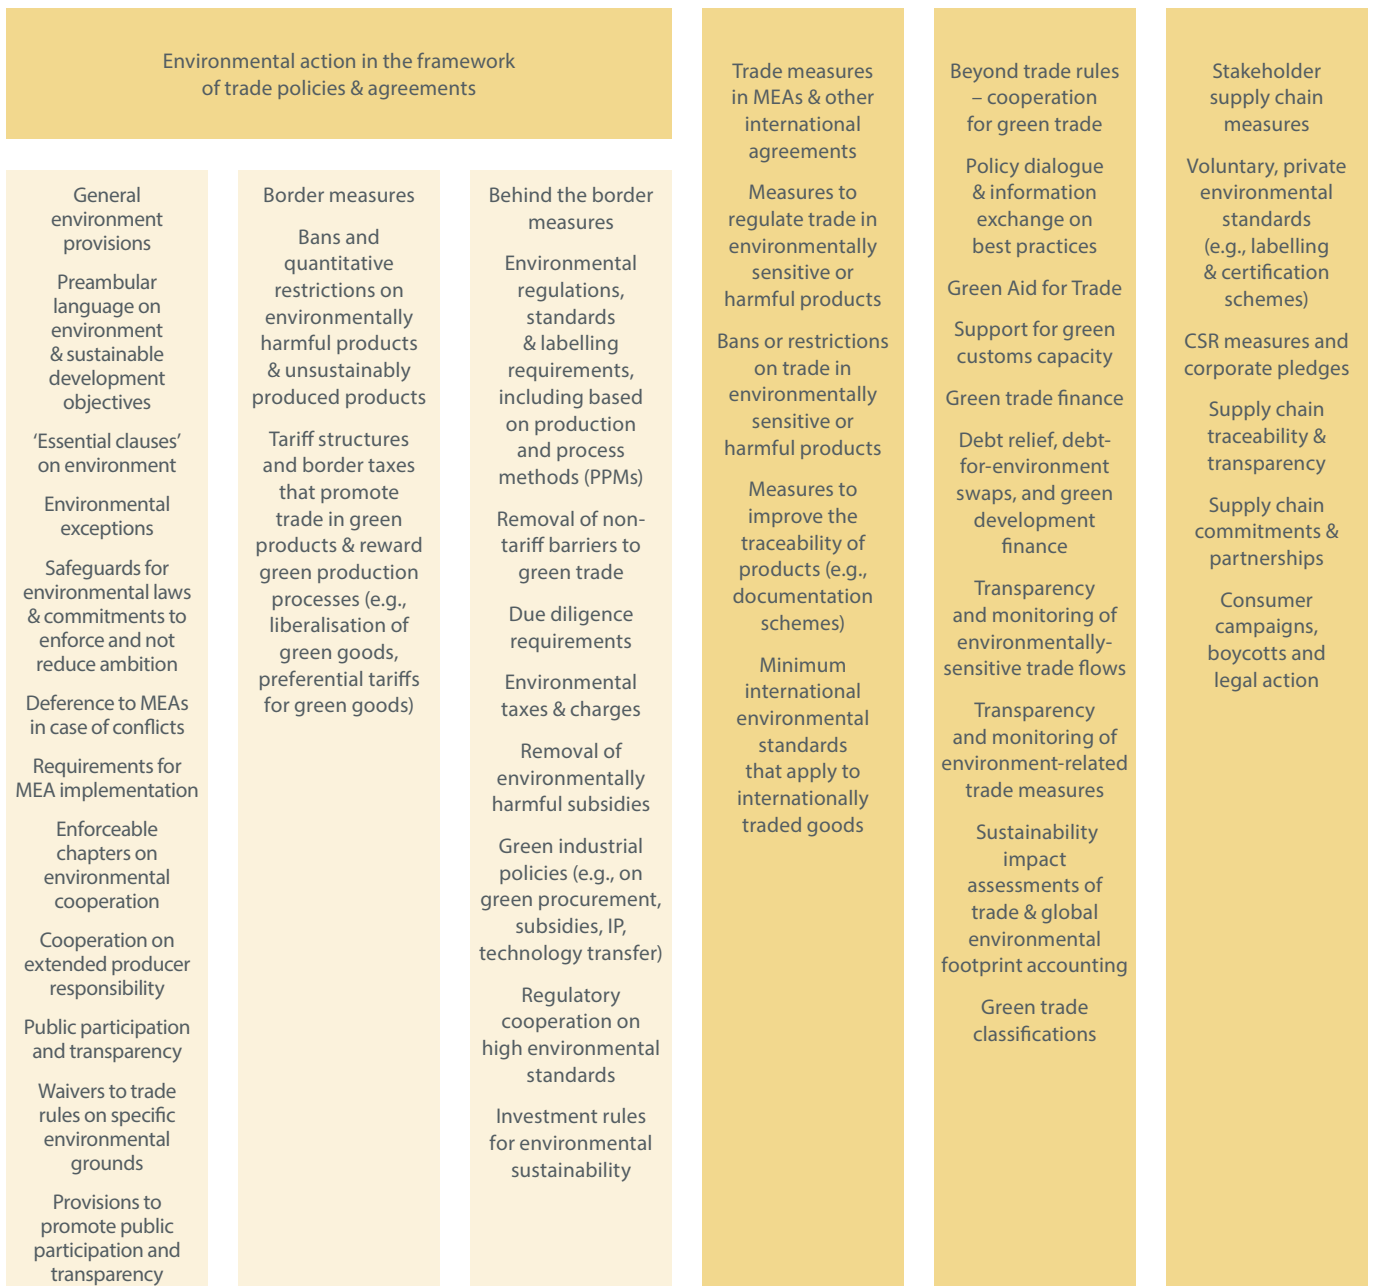 Environmental action in the framework
of trade policies & agreements
General
environment
provisions
Preambular
language on
environment
& sustainable
development
objectives
‘Essential clauses’
on environment
Environmental
exceptions
Safeguards for
environmental laws
& commitments to
enforce and not
reduce ambition
Deference to MEAs
in case of conflicts
Requirements for
MEA implementation
Enforceable
chapters on
environmental
cooperation
Cooperation on
extended producer
responsibility
Public participation
and transparency
Waivers to trade
rules on specific
environmental
grounds
Provisions to
promote public
participation and
transparency
Border measures
Bans and
quantitative
restrictions on
environmentally
harmful products
& unsustainably
produced products
Tariff structures
and border taxes
that promote
trade in green
products & reward
green production
processes (e.g.,
liberalisation of
green goods,
preferential tariffs
for green goods)
Behind the border
measures
Environmental
regulations,
standards
& labelling
requirements,
including based
on production
and process
methods (PPMs)
Removal of non-
tariff barriers to
green trade
Due diligence
requirements
Environmental
taxes & charges
Removal of
environmentally
harmful subsidies
Green industrial
policies (e.g., on
green procurement,
subsidies, IP,
technology transfer)
Regulatory
cooperation on
high environmental
standards
Investment rules
for environmental
sustainability
Trade measures
in MEAs & other
international
agreements
Measures to
regulate trade in
environmentally
sensitive or
harmful products
Bans or restrictions
on trade in
environmentally
sensitive or
harmful products
Measures to
improve the
traceability of
products (e.g.,
documentation
schemes)
Minimum
international
environmental
standards
that apply to
internationally
traded goods
Beyond trade rules
– cooperation
for green trade
Policy dialogue
& information
exchange on
best practices
Green Aid for Trade
Support for green
customs capacity
Green trade finance
Debt relief, debt-
for-environment
swaps, and green
development
finance
Transparency
and monitoring of
environmentally-
sensitive trade flows
Transparency
and monitoring of
environment-related
trade measures
Sustainability
impact
assessments of
trade & global
environmental
footprint accounting
Green trade
classifications
Stakeholder
supply chain
measures
Voluntary, private
environmental
standards
(e.g., labelling
& certification
schemes)
CSR measures and
corporate pledges
Supply chain
traceability &
transparency
Supply chain
commitments &
partnerships
Consumer
campaigns,
boycotts and
legal action